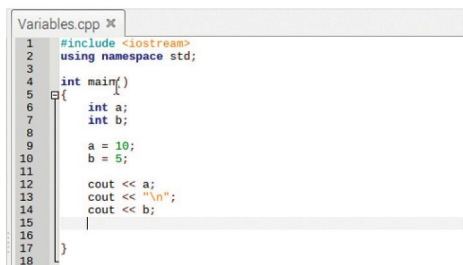 Variables.cpp ✖
1 #include <iostream>
2 using namespace std;
3
4 int main()
5 {
6 int a;
7 int b;
8
9 a = 10;
10 b = 5;
11
12 cout << a;
13 cout << "\n";
14 cout << b;
15
16
17 }
18